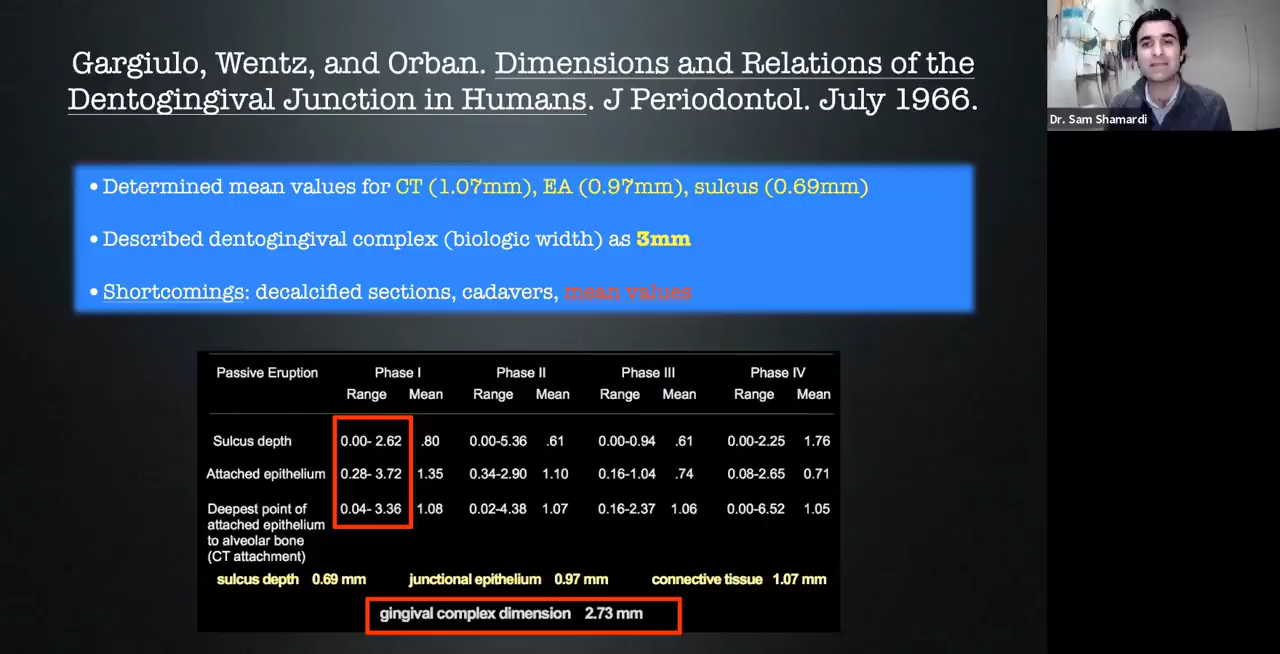 Gargiulo, Wentz, and Orban. Dimensions and Relations of the
Dentogingival Junction in Humans. J Periodontol. July 1966.
Dr. Sam Shamardi
• Determined mean values for CT (1.07mm), EA (0.97mm), sulcus (0.69mm)
• Described dentogingival complex (biologic width) as 3mm
• Shortcomings: decalcified sections, cadavers, mean values
Passive Eruption Phase I Phase II Phase III Phase IV
Range Mean Range Mean Range Mean Range Mean
Sulcus depth 0.00- 2.62 .80 0.00-5.36 .61 0.00-0.94 .61 0.00-2.25 1.76
Attached epithelium 0.28- 3.72 1.35 0.34-2.90 1.10 0.16-1.04 .74 0.08-2.65 0.71
Deepest point of 0.04- 3.36 1.08 0.02-4.38 1.07 0.16-2.37 1.06 0.00-6.52 1.05
attached epithelium
to alveolar bone
(CT attachment)
sulcus depth 0.69 mm junctional epithelium 0.97 mm connective tissue 1.07 mm
gingival complex dimension 2.73 mm